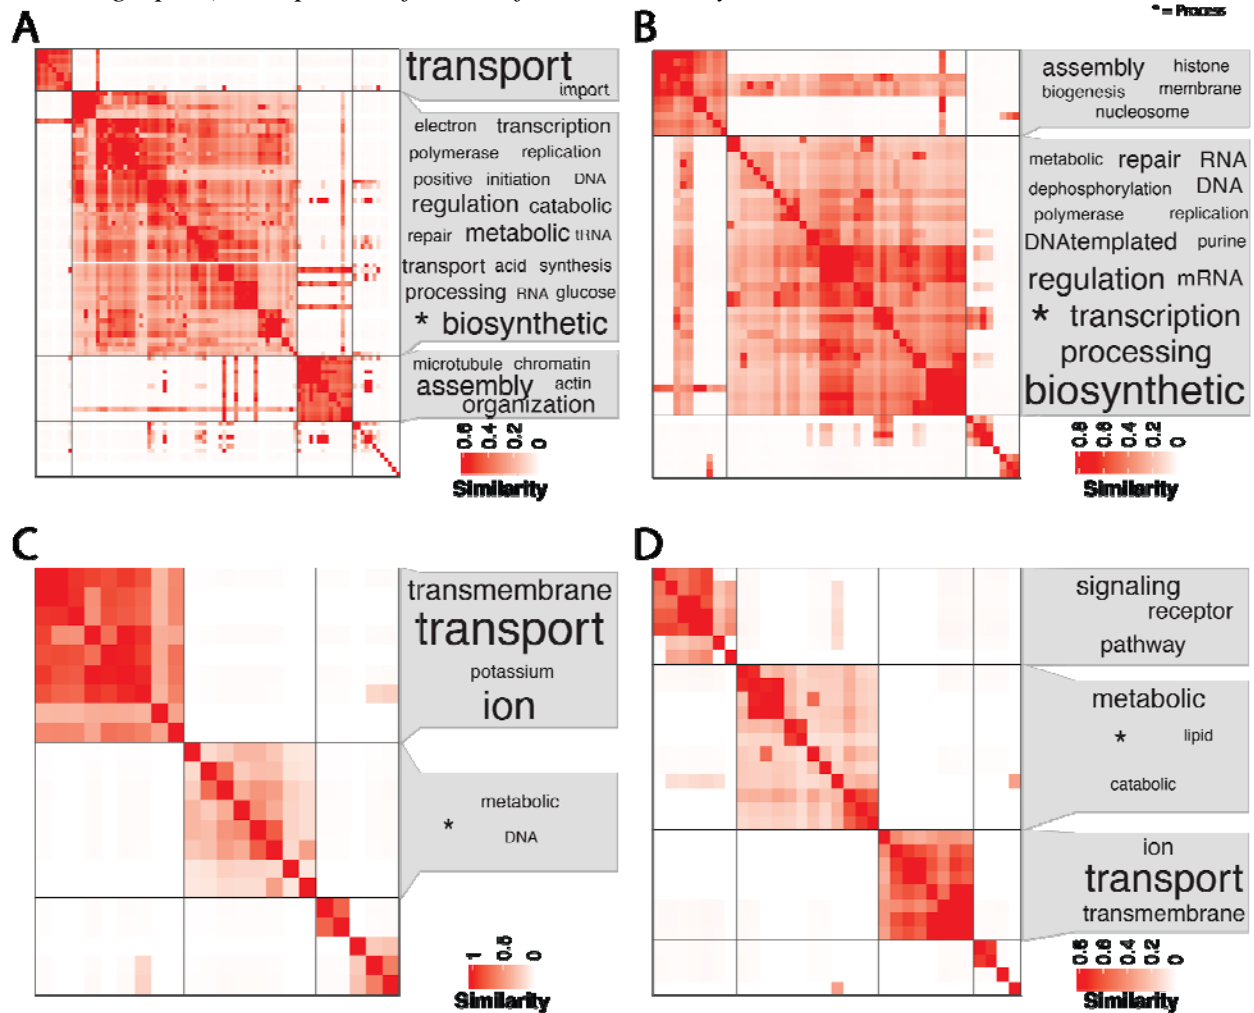 * = Process
A
transport
import
electron transcription
polymerase replication
positive initiation DNA
regulation catabolic
repair metabolic tRNA
transport acid synthesis
processing RNA glucose
* biosynthetic
microtubule chromatin
assembly actin
organization
0.6 0.4 0.2 0
Similarity
B
assembly histone
biogenesis membrane
nucleosome
metabolic repair RNA
dephosphorylation DNA
polymerase replication
DNAtemplated purine
regulation mRNA
* transcription
processing
biosynthetic
0.8 0.6 0.4 0.2 0
Similarity
C
transmembrane
transport
potassium
ion
metabolic
* DNA
1 0.5 0
Similarity
D
signaling
receptor
pathway
metabolic
* lipid
catabolic
ion
transport
transmembrane
0.6 0.4 0.2 0
Similarity